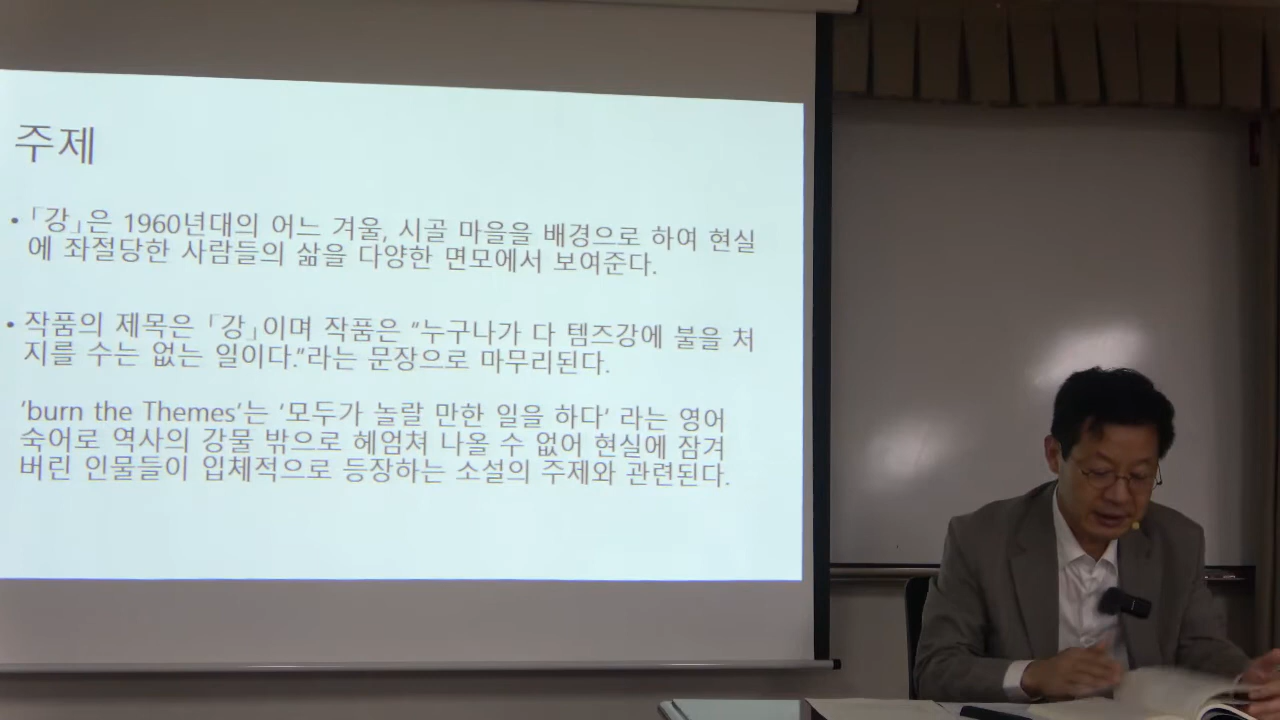 주제
• 「강」은 1960년대의 어느 겨울, 시골 마을을 배경으로 하여 현실
에 좌절당한 사람들의 삶을 다양한 면모에서 보여준다.
• 작품의 제목은 「강」이며 작품은 "누구나가 다 템즈강에 불을 처
지를 수는 없는 일이다."라는 문장으로 마무리된다.
'burn the Themes'는 '모두가 놀랄 만한 일을 하다' 라는 영어
숙어로 역사의 강물 밖으로 헤엄쳐 나올 수 없어 현실에 잠겨
버린 인물들이 입체적으로 등장하는 소설의 주제와 관련된다.